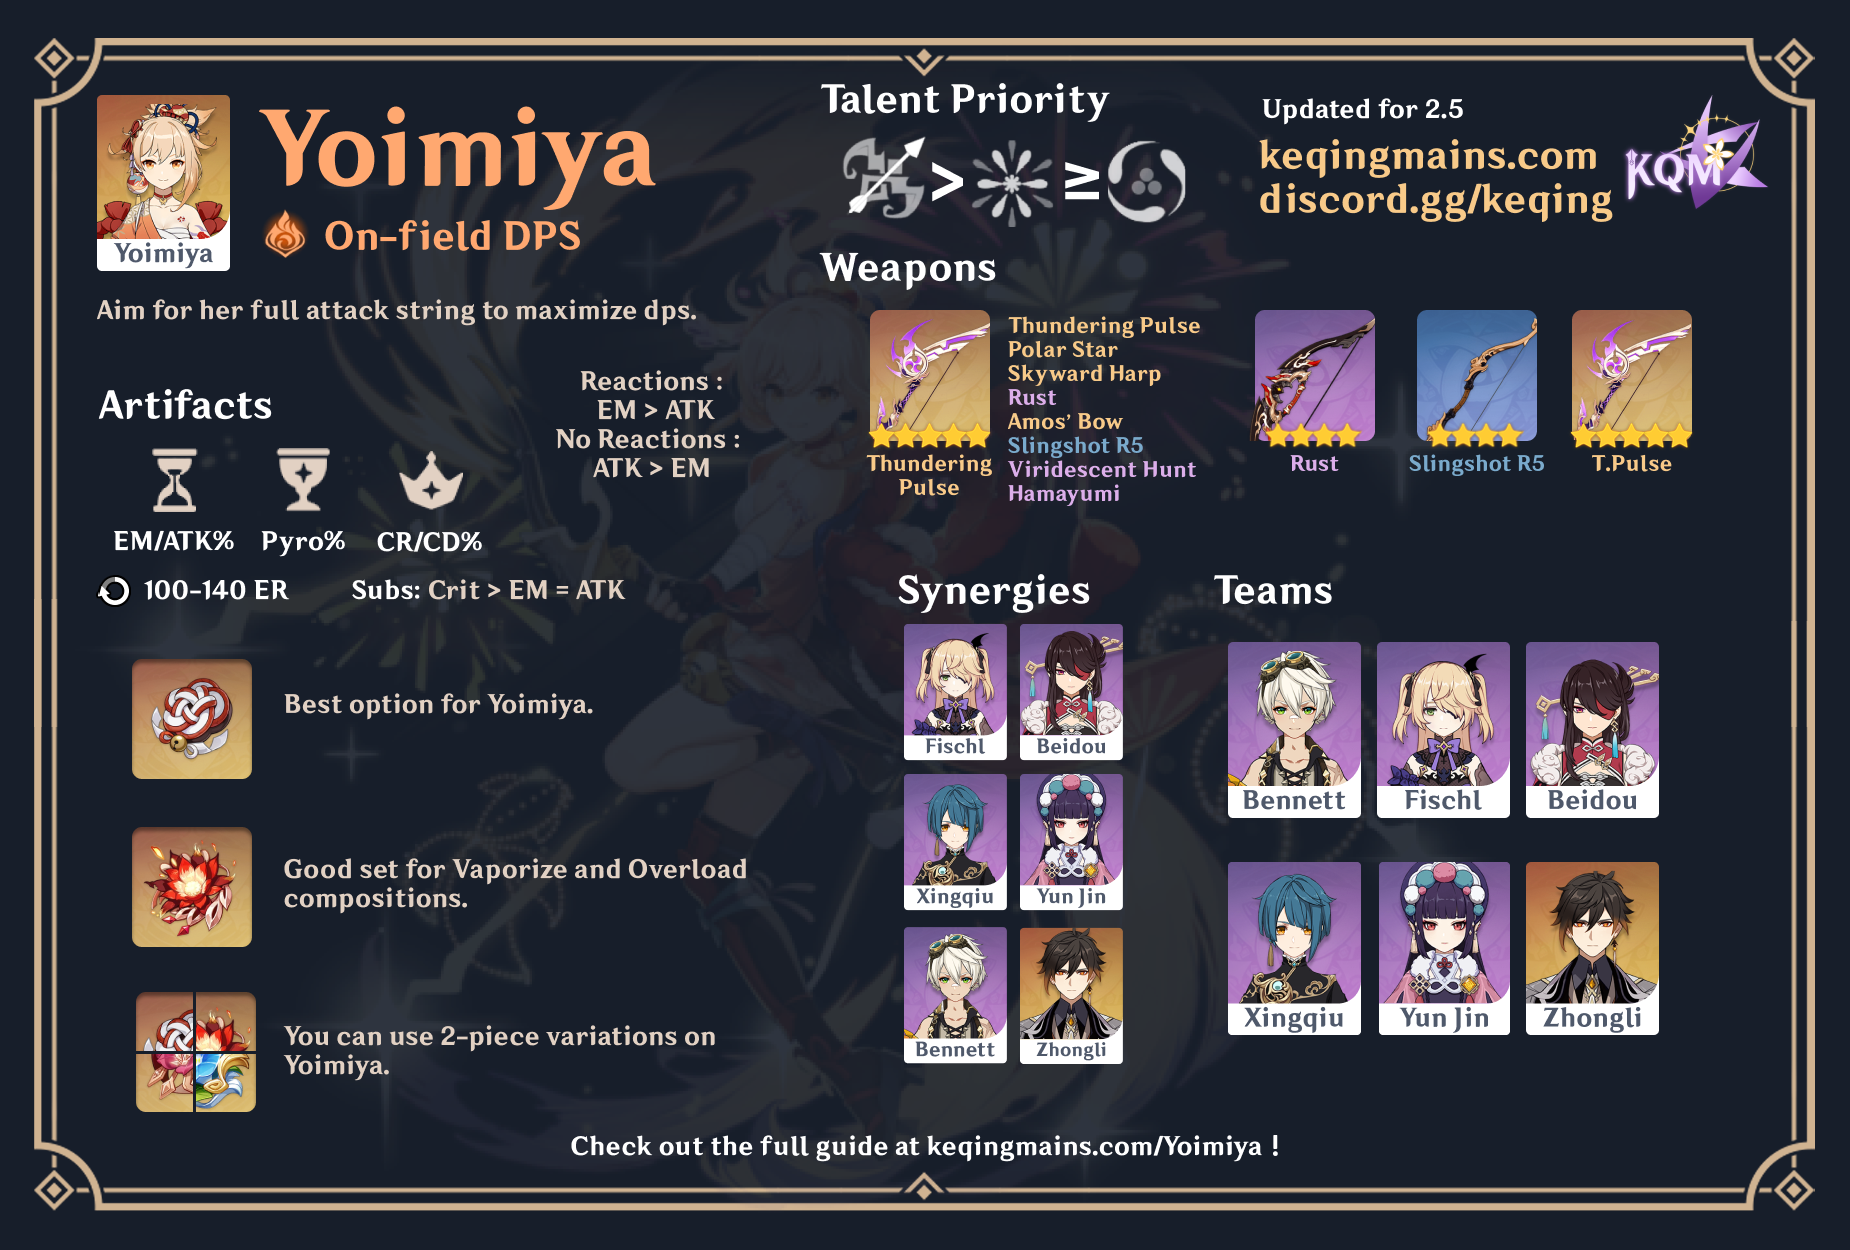 Yoimiya
Yoimiya
On-field DPS
Aim for her full attack string to maximize dps.
Artifacts
Reactions :
EM > ATK
No Reactions :
ATK > EM
EM/ATK%
Pyro%
CR/CD%
100-140 ER
Subs: Crit > EM = ATK
Best option for Yoimiya.
Good set for Vaporize and Overload
compositions.
You can use 2-piece variations on
Yoimiya.
Talent Priority
> ≥
Updated for 2.5
keqingmains.com
discord.gg/keqing
KQM
Weapons
Thundering
Pulse
Thundering Pulse
Polar Star
Skyward Harp
Rust
Amos' Bow
Slingshot R5
Viridescent Hunt
Hamayumi
Rust
Slingshot R5
T.Pulse
Synergies
Fischl
Beidou
Xingqiu
Yun Jin
Bennett
Zhongli
Teams
Bennett
Fischl
Beidou
Xingqiu
Yun Jin
Zhongli
Check out the full guide at keqingmains.com/Yoimiya !